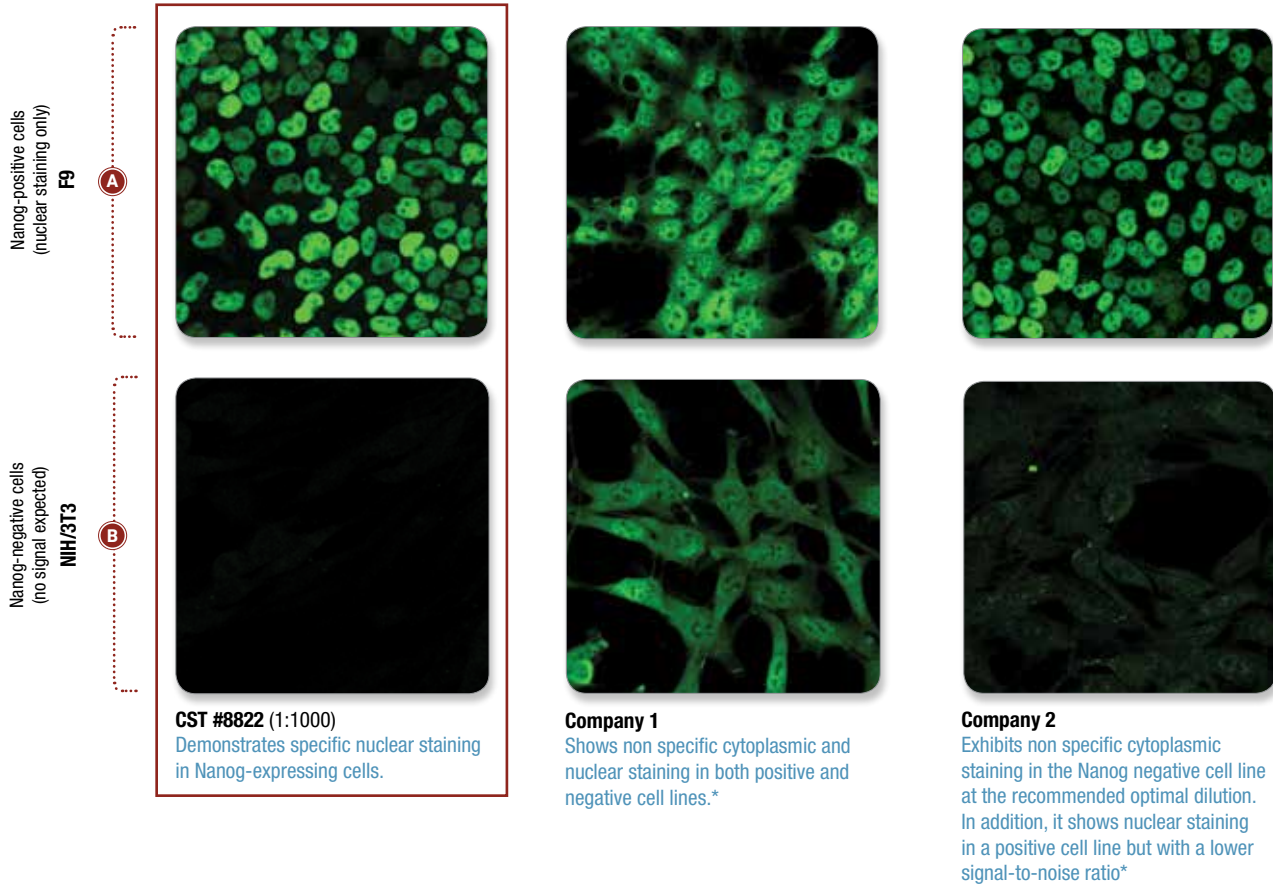 Nanog-positive cells
(nuclear staining only)
F9
A
Nanog-negative cells
(no signal expected)
NIH/3T3
B
CST #8822 (1:1000)
Demonstrates specific nuclear staining
in Nanog-expressing cells.
Company 1
Shows non specific cytoplasmic and
nuclear staining in both positive and
negative cell lines.*
Company 2
Exhibits non specific cytoplasmic
staining in the Nanog negative cell line
at the recommended optimal dilution.
In addition, it shows nuclear staining
in a positive cell line but with a lower
signal-to-noise ratio*